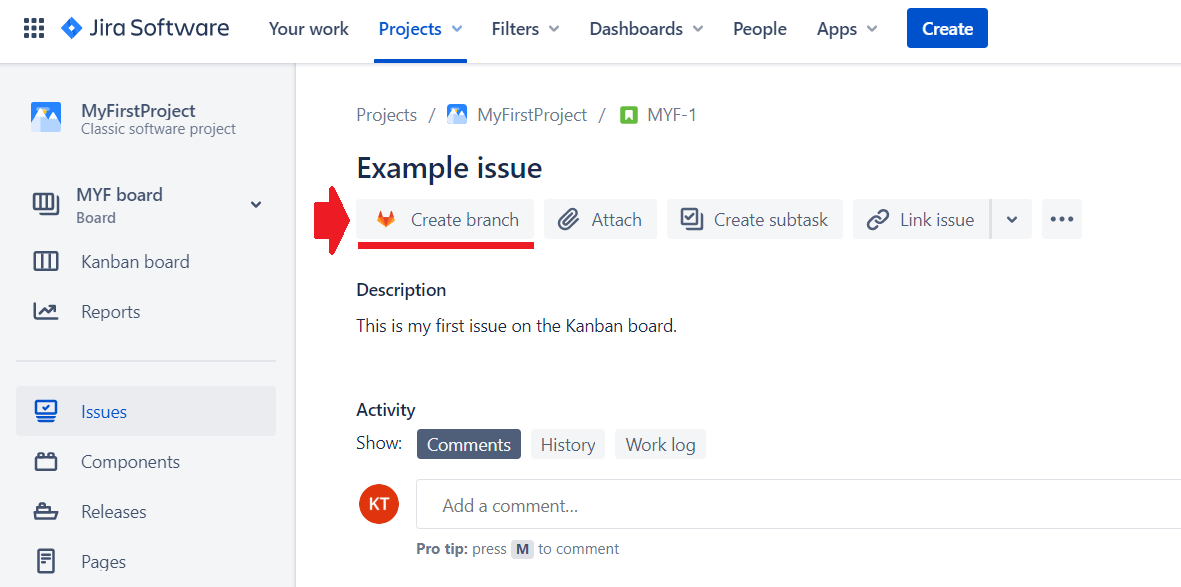 Jira Software Your work Projects Filters Dashboards People Apps Create
MyFirstProject
Classic software project
MYF board
Board
Kanban board
Reports
Issues
Components
Releases
Pages
Projects / MyFirstProject / MYF-1
Example issue
Create branch Attach Create subtask Link issue
Description
This is my first issue on the Kanban board.
Activity
Show: Comments History Work log
KT Add a comment...
Pro tip: press M to comment